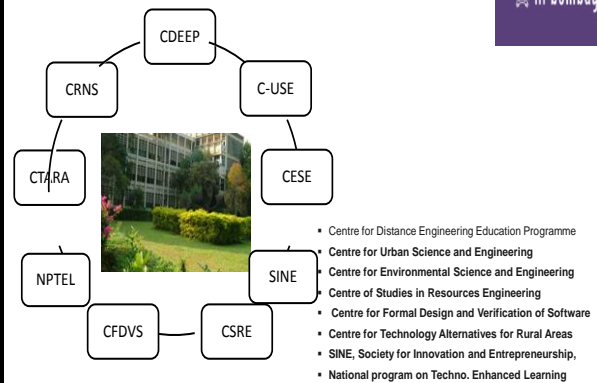 in bombay
CDEEP
CRNS
C-USE
CTARA
CESE
NPTEL
SINE
CFDVS
CSRE
▪ Centre for Distance Engineering Education Programme
▪ Centre for Urban Science and Engineering
▪ Centre for Environmental Science and Engineering
▪ Centre of Studies in Resources Engineering
▪ Centre for Formal Design and Verification of Software
▪ Centre for Technology Alternatives for Rural Areas
▪ SINE, Society for Innovation and Entrepreneurship,
▪ National program on Techno. Enhanced Learning